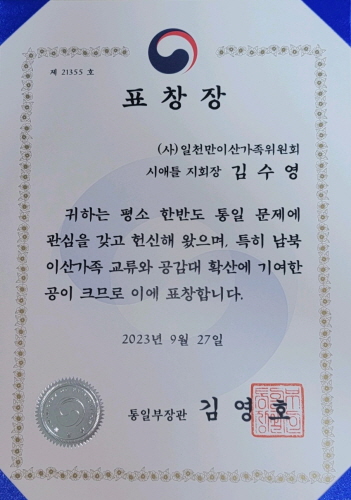 제 21355 호
표 창 장
(사)일천만이산가족위원회
시애틀 지회장 김 수 영
귀하는 평소 한반도 통일 문제에
관심을 갖고 헌신해 왔으며, 특히 남북
이산가족 교류와 공감대 확산에 기여한
공이 크므로 이에 표창합니다.
2023년 9월 27일
통일부장관 김 영 호